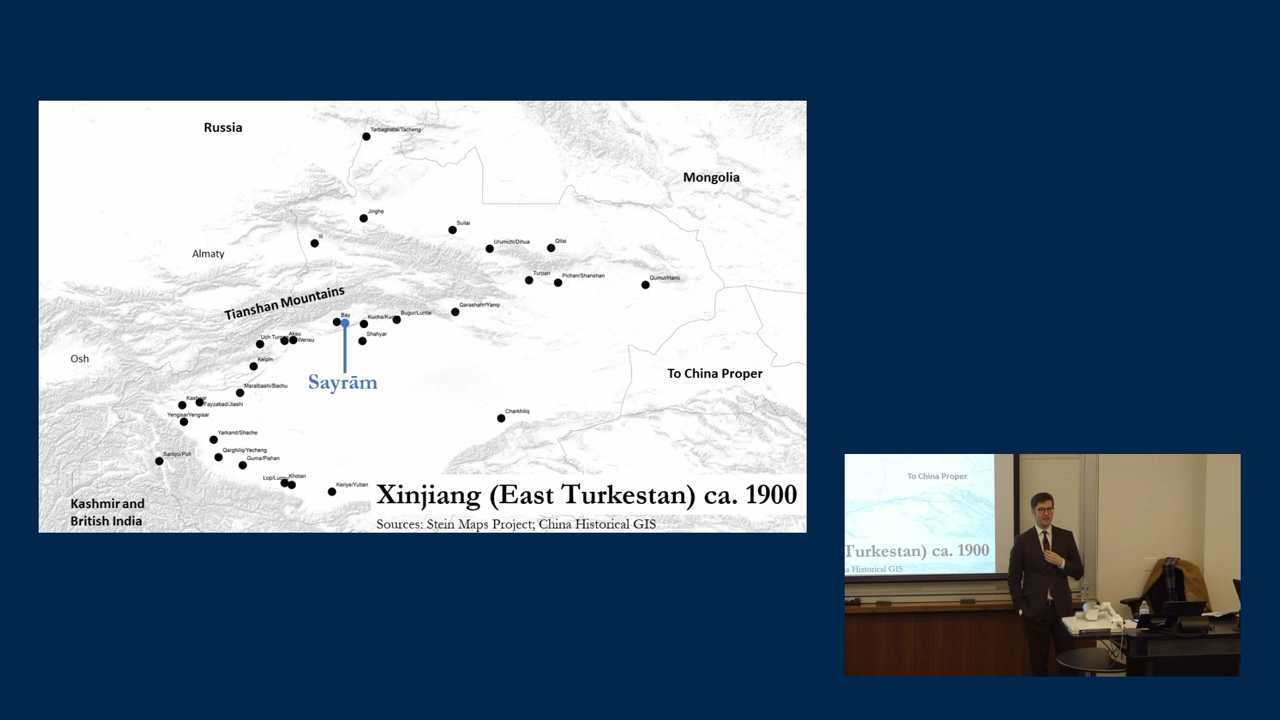 Russia
Tarbaghatai/Tacheng
Mongolia
Jinghe
Suilai
Ili
Urumchi/Dihua
Qitai
Almaty
Turpan
Pichan/Shanshan
Qumul/Hami
Tianshan Mountains
Qarashahr/Yanqi
Bay
Kucha/Kuqa
Bugur/Luntai
Uch Turpan
Aksu
Wensu
Shahyar
Osh
Kelpin
To China Proper
Sayrām
Maralbashi/Bachu
Kashgar
Fayzabad/Jiashi
Yengisar/Yengisar
Charkhliq
Yarkand/Shache
Sariqul/Puli
Qarghiliq/Yecheng
Guma/Pishan
Lop/Luopu
Khotan
Keriye/Yutian
Kashmir and
British India
Xinjiang (East Turkestan) ca. 1900
Sources: Stein Maps Project; China Historical GIS
To China Proper
Turkestan) ca. 1900
a Historical GIS